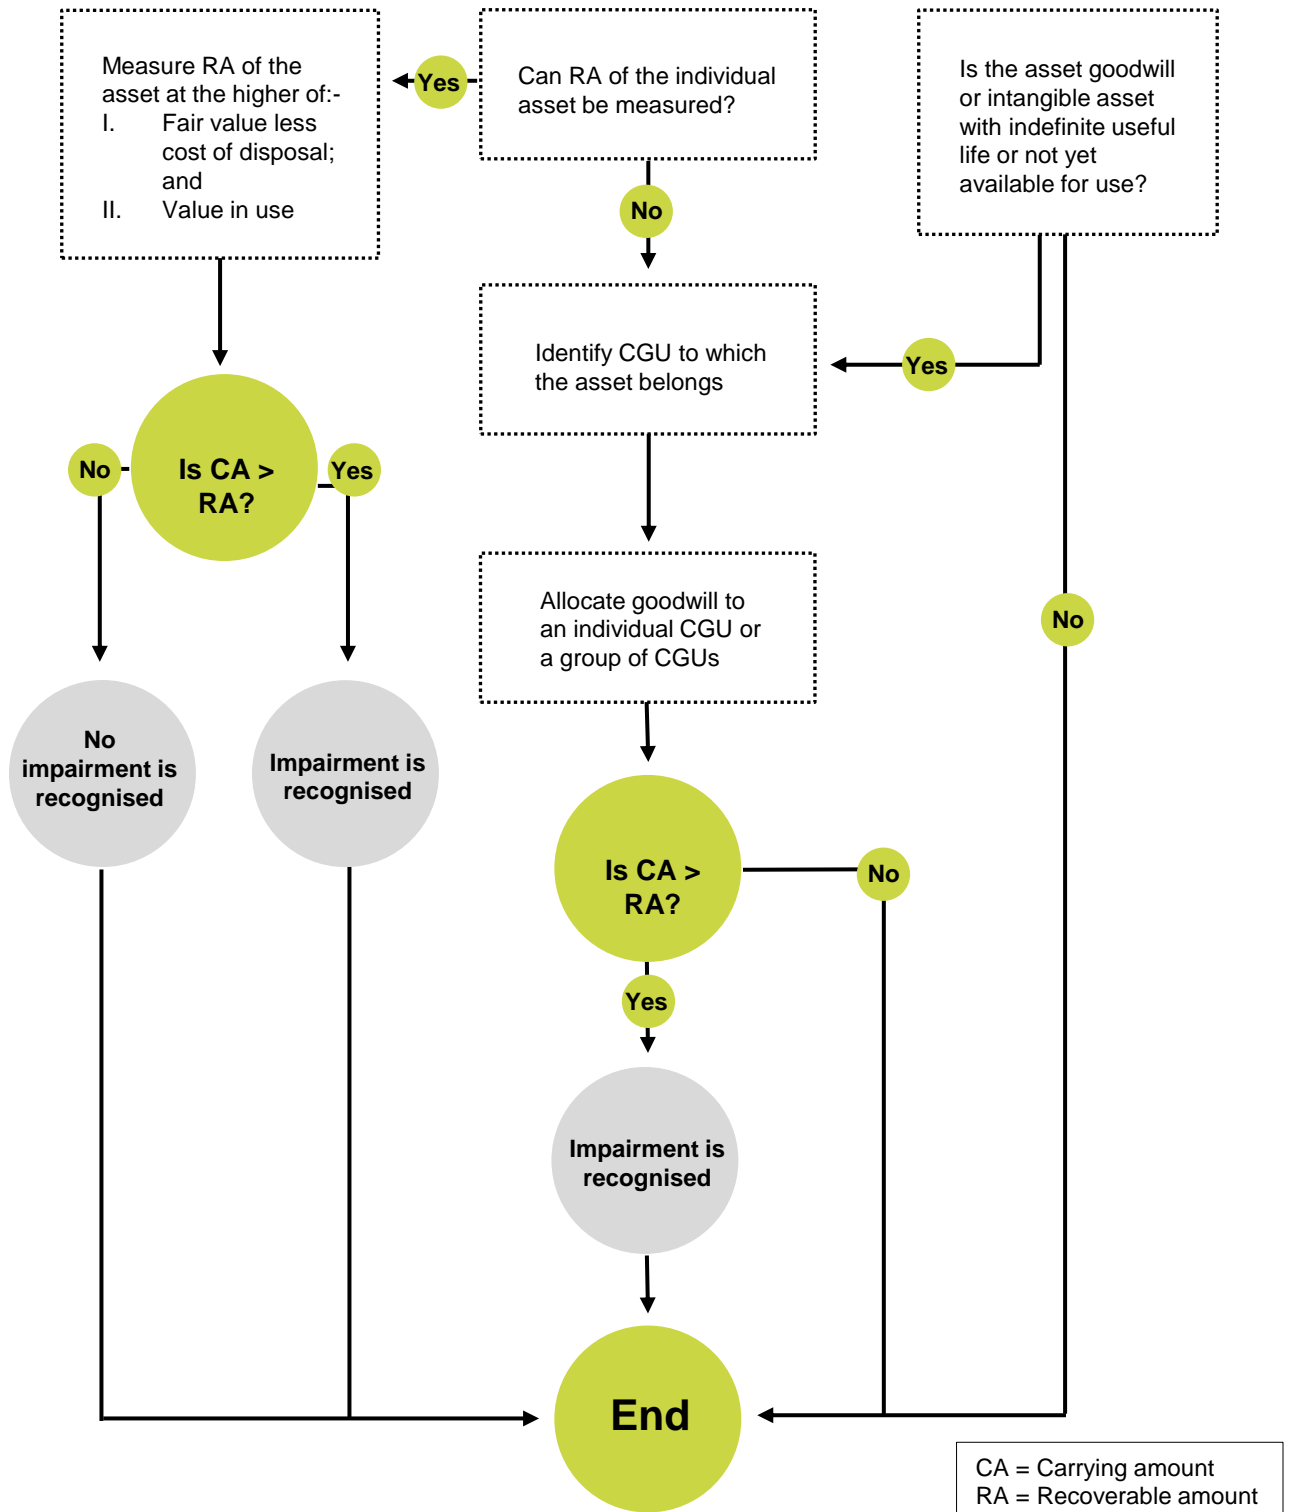 Measure RA of the
asset at the higher of:-
I. Fair value less
cost of disposal;
and
II. Value in use
Yes
Can RA of the individual
asset be measured?
Is the asset goodwill
or intangible asset
with indefinite useful
life or not yet
available for use?
No
Identify CGU to which
the asset belongs
Yes
No
Is CA >
RA?
Yes
Allocate goodwill to
an individual CGU or
a group of CGUs
No
No
impairment is
recognised
Impairment is
recognised
Is CA >
RA?
No
Yes
Impairment is
recognised
End
CA = Carrying amount
RA = Recoverable amount